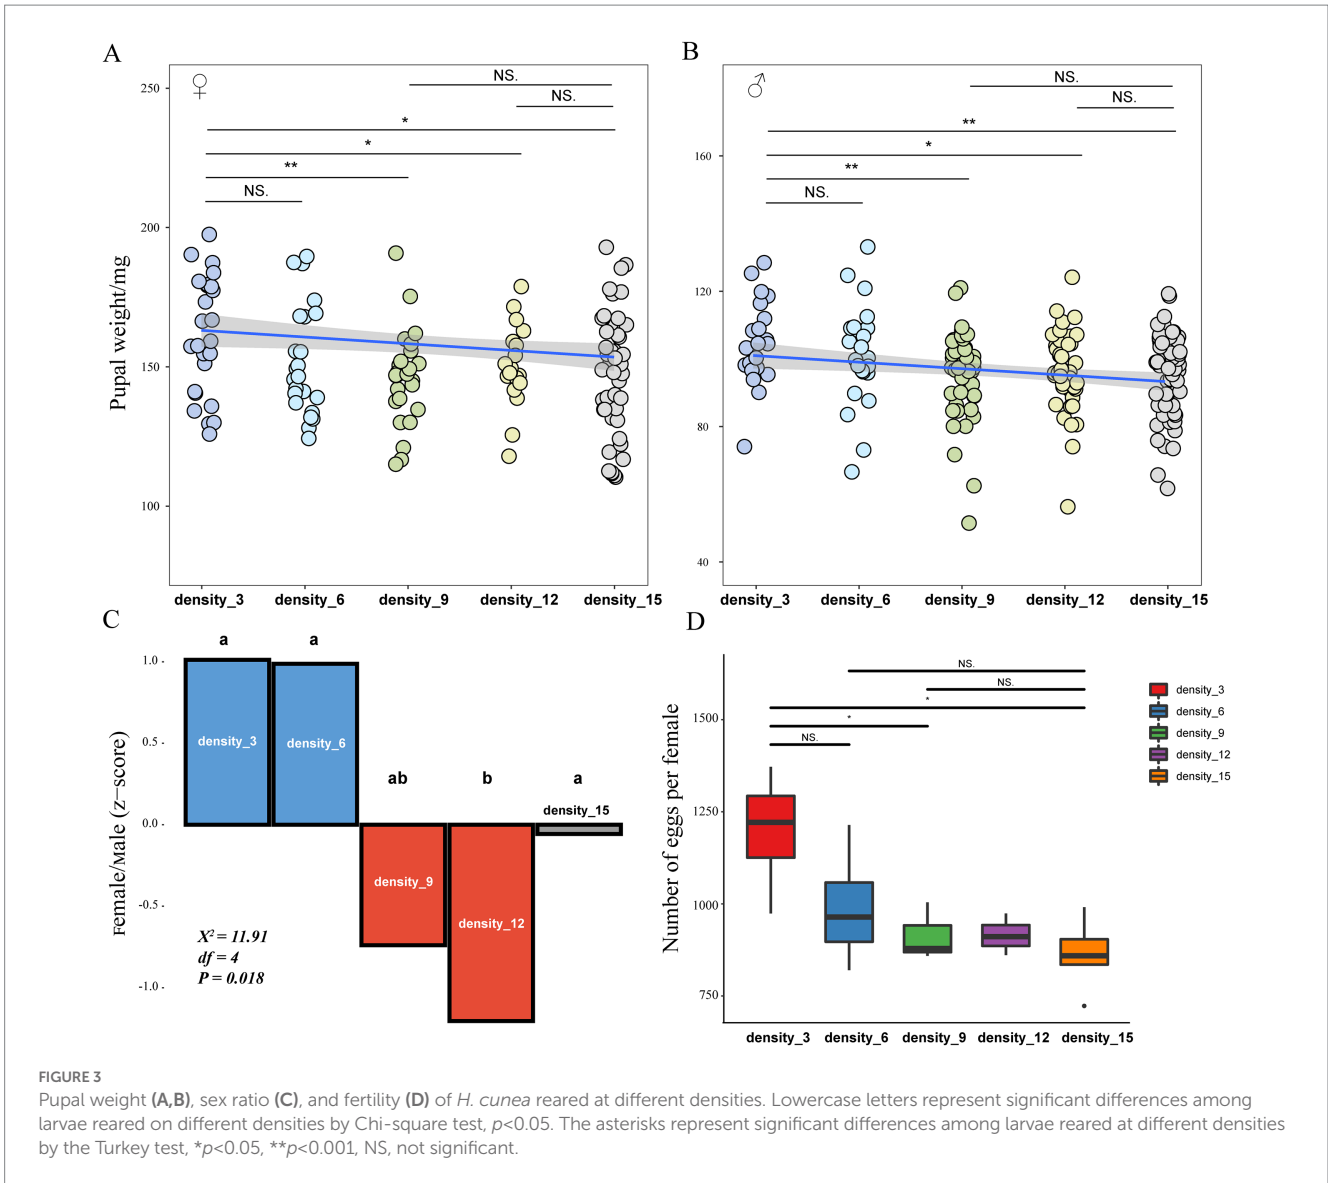 A
B
♀
♂
NS.
NS.
*
*
**
NS.
NS.
NS.
**
*
**
NS.
250
200
150
100
Pupal weight/mg
160
120
80
40
density_3 density_6 density_9 density_12 density_15
density_3 density_6 density_9 density_12 density_15
C
D
a a
ab b a
1.0
0.5
0.0
-0.5
-1.0
Female/Male (z-score)
density_3
density_6
density_9
density_12
density_15
X² = 11.91
df = 4
P = 0.018
NS.
NS.
*
*
NS.
1500
1250
1000
750
Number of eggs per female
density_3 density_6 density_9 density_12 density_15
density_3
density_6
density_9
density_12
density_15
FIGURE 3
Pupal weight (A,B), sex ratio (C), and fertility (D) of H. cunea reared at different densities. Lowercase letters represent significant differences among
larvae reared on different densities by Chi-square test, p<0.05. The asterisks represent significant differences among larvae reared at different densities
by the Turkey test, *p<0.05, **p<0.001, NS, not significant.